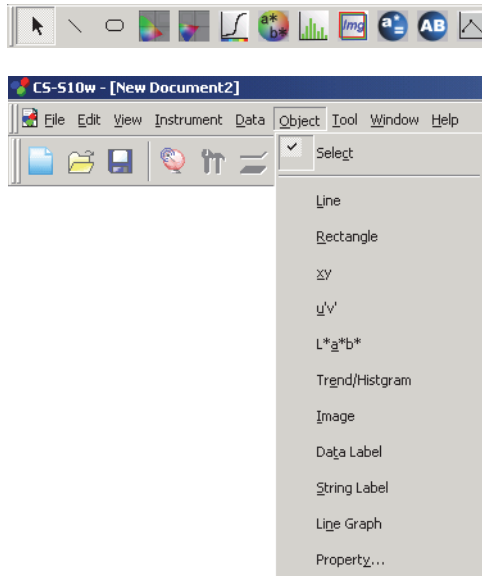 a*
b*
Img
a=
AB
CS-S10w - [New Document2]
File Edit View Instrument Data Object Tool Window Help
Select
Line
Rectangle
xy
u'v'
L*a*b*
Trend/Histgram
Image
Data Label
String Label
Line Graph
Property...